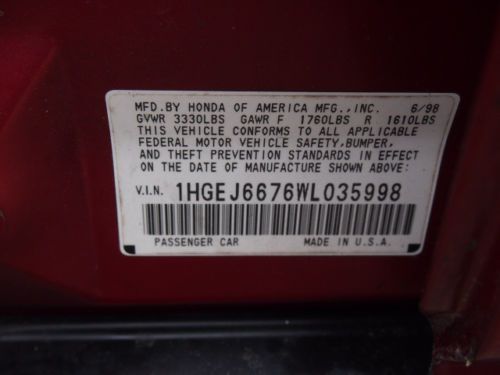 MFD.BY HONDA OF AMERICA MFG.,INC. 6/98
GVWR 3330LBS GAWR F 1760LBS R 1610LBS
THIS VEHICLE CONFORMS TO ALL APPLICABLE
FEDERAL MOTOR VEHICLE SAFETY,BUMPER,
AND THEFT PREVENTION STANDARDS IN EFFECT
ON THE DATE OF MANUFACTURE SHOWN ABOVE.
V.I.N. 1HGEJ6676WL035998
PASSENGER CAR MADE IN U.S.A.